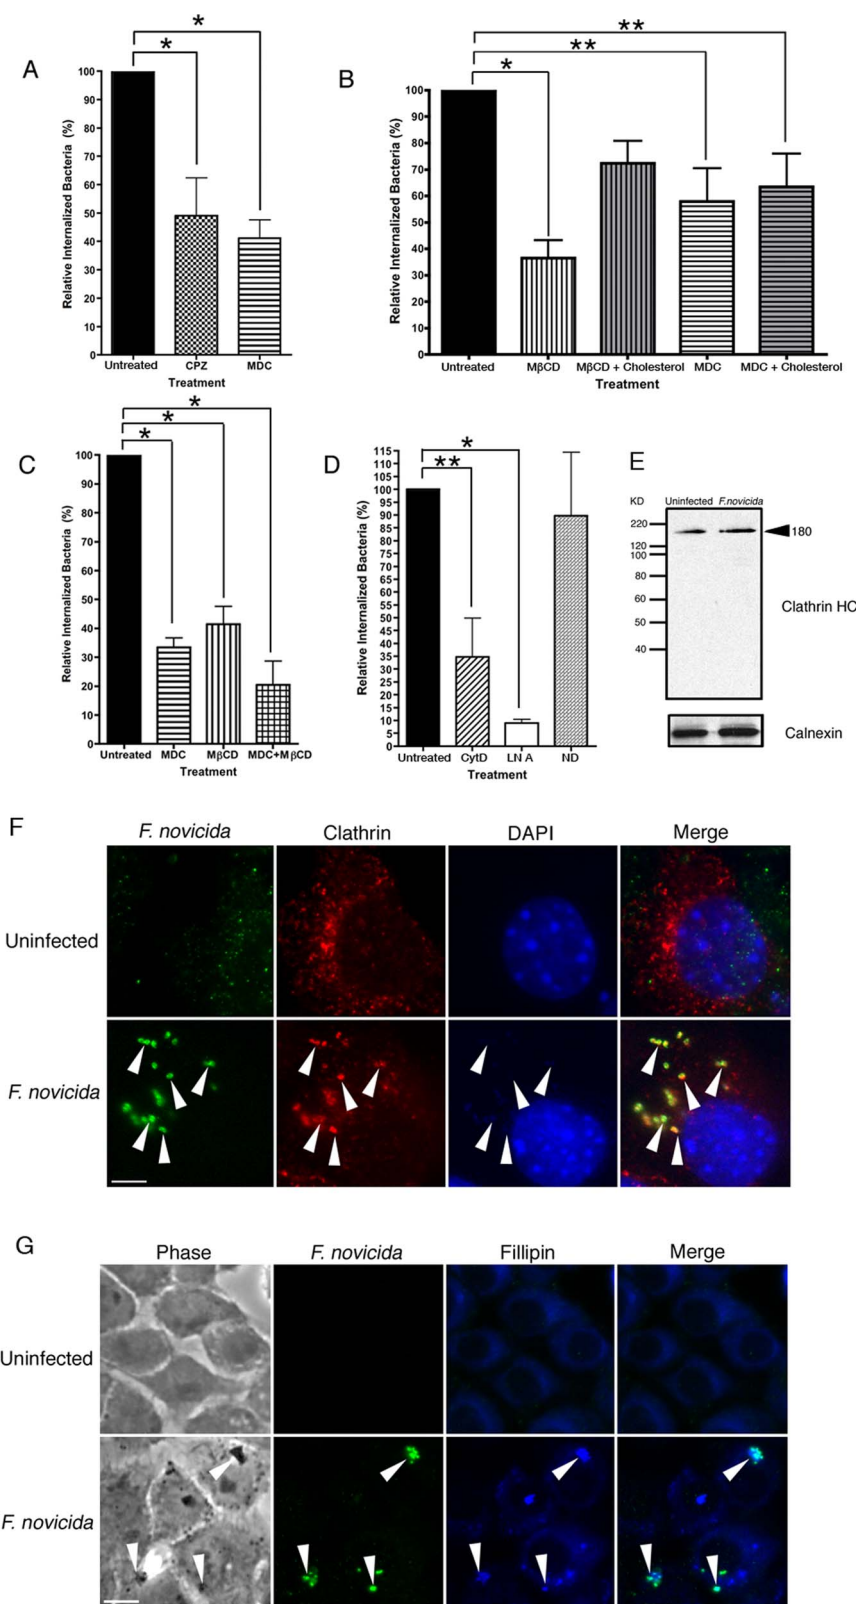 A
*
*
Relative Internalized Bacteria (%)
100
90
80
70
60
50
40
30
20
10
0
Untreated CPZ MDC
Treatment
B
**
**
*
Relative Internalized Bacteria (%)
100
90
80
70
60
50
40
30
20
10
0
Untreated MβCD MβCD + Cholesterol MDC MDC + Cholesterol
Treatment
C
*
*
*
Relative Internalized Bacteria (%)
100
90
80
70
60
50
40
30
20
10
0
Untreated MDC MβCD MDC+MβCD
Treatment
D
*
**
Relative Internalized Bacteria (%)
115
110
105
100
95
90
85
80
75
70
65
60
55
50
45
40
35
30
25
20
15
10
5
0
Untreated CytD LN A ND
Treatment
E
KD Uninfected F.novicida
220
120
100
80
60
50
40
180
Clathrin HC
Calnexin
F
F. novicida Clathrin DAPI Merge
Uninfected
F. novicida
G
Phase F. novicida Fillipin Merge
Uninfected
F. novicida